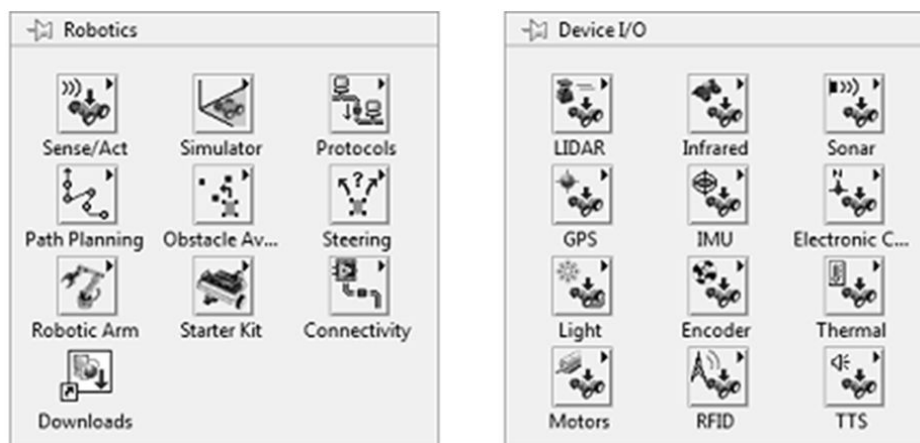 Robotics
Sense/Act Simulator Protocols
Path Planning Obstacle Av... Steering
Robotic Arm Starter Kit Connectivity
Downloads
Device I/O
LIDAR Infrared Sonar
GPS IMU Electronic C...
Light Encoder Thermal
Motors RFID TTS